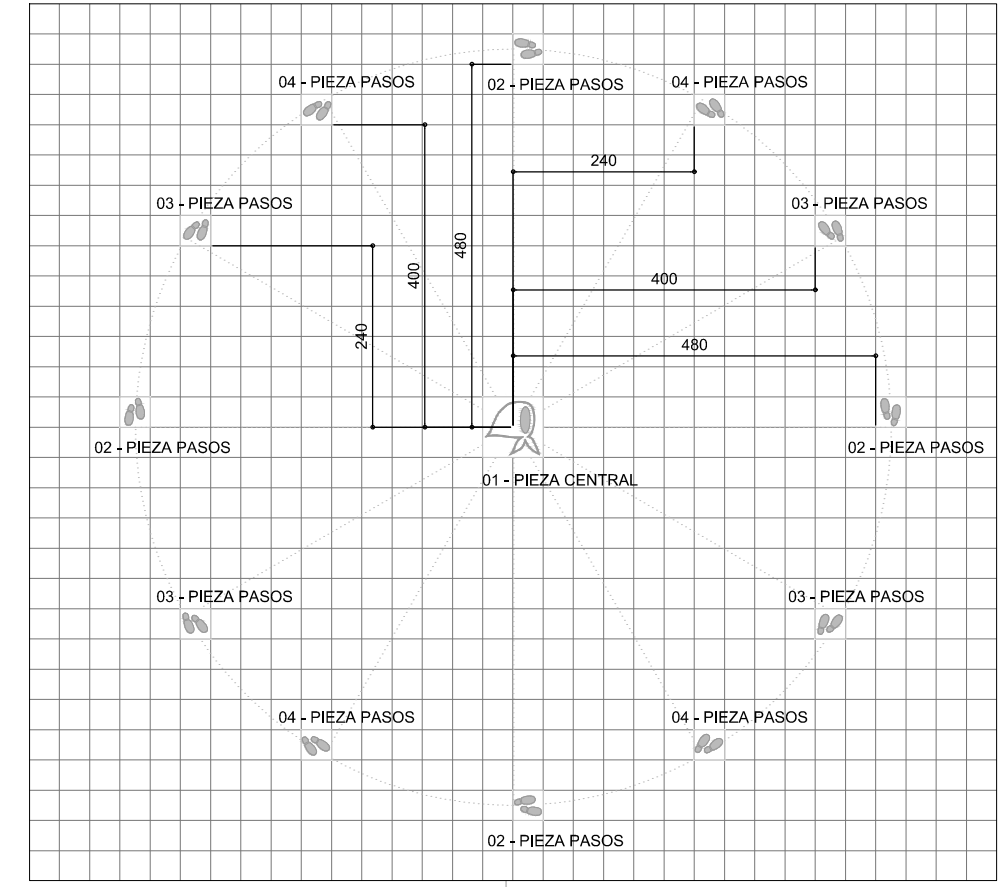 04 - PIEZA PASOS
02 - PIEZA PASOS
04 - PIEZA PASOS
240
03 - PIEZA PASOS
480
03 - PIEZA PASOS
400
400
240
480
02 - PIEZA PASOS
02 - PIEZA PASOS
01 - PIEZA CENTRAL
03 - PIEZA PASOS
03 - PIEZA PASOS
04 - PIEZA PASOS
04 - PIEZA PASOS
02 - PIEZA PASOS